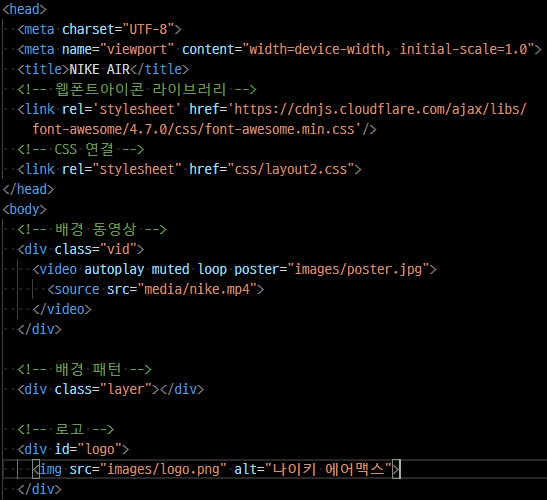 <head>
<meta charset="UTF-8">
<meta name="viewport" content="width=device-width, initial-scale=1.0">
<title>NIKE AIR</title>
<!-- 웹폰트아이콘 라이브러리 -->
<link rel='stylesheet' href='https://cdnjs.cloudflare.com/ajax/libs/
font-awesome/4.7.0/css/font-awesome.min.css'/>
<!-- CSS 연결 -->
<link rel="stylesheet" href="css/layout2.css">
</head>
<body>
<!-- 배경 동영상 -->
<div class="vid">
<video autoplay muted loop poster="images/poster.jpg">
<source src="media/nike.mp4">
</video>
</div>
<!-- 배경 패턴 -->
<div class="layer"></div>
<!-- 로고 -->
<div id="logo">
<img src="images/logo.png" alt="나이키 에어맥스">
</div>